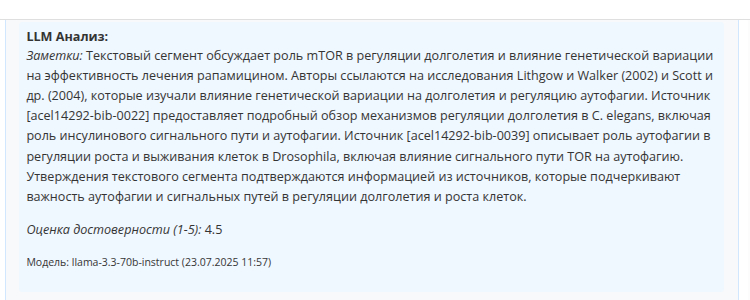 LLM Анализ:
Заметки: Текстовый сегмент обсуждает роль mTOR в регуляции долголетия и влияние генетической вариации
на эффективность лечения рапамицином. Авторы ссылаются на исследования Lithgow и Walker (2002) и Scott и
др. (2004), которые изучали влияние генетической вариации на долголетие и регуляцию аутофагии. Источник
[acel14292-bib-0022] предоставляет подробный обзор механизмов регуляции долголетия в C. elegans, включая
роль инсулинового сигнального пути и аутофагии. Источник [acel14292-bib-0039] описывает роль аутофагии в
регуляции роста и выживания клеток в Drosophila, включая влияние сигнального пути TOR на аутофагию.
Утверждения текстового сегмента подтверждаются информацией из источников, которые подчеркивают
важность аутофагии и сигнальных путей в регуляции долголетия и роста клеток.
Оценка достоверности (1-5): 4.5
Модель: llama-3.3-70b-instruct (23.07.2025 11:57)